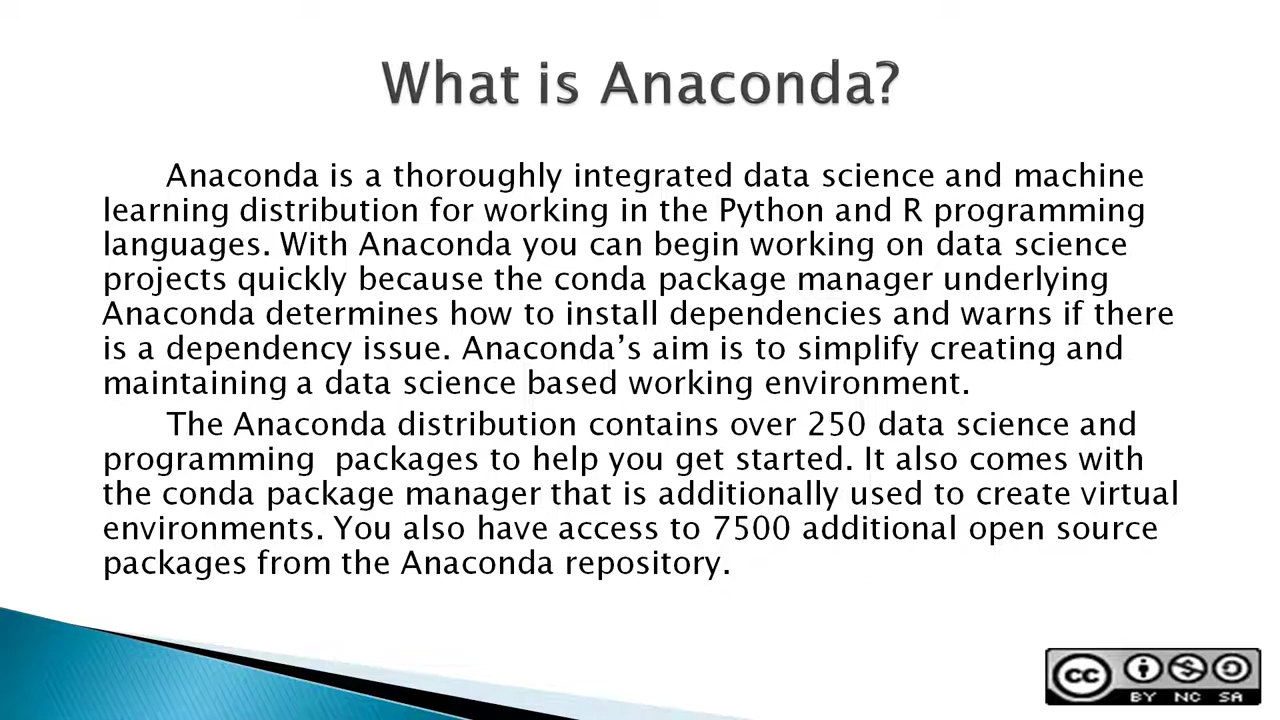 What is Anaconda?
Anaconda is a thoroughly integrated data science and machine
learning distribution for working in the Python and R programming
languages. With Anaconda you can begin working on data science
projects quickly because the conda package manager underlying
Anaconda determines how to install dependencies and warns if there
is a dependency issue. Anaconda’s aim is to simplify creating and
maintaining a data science based working environment.
The Anaconda distribution contains over 250 data science and
programming  packages to help you get started. It also comes with
the conda package manager that is additionally used to create virtual
environments. You also have access to 7500 additional open source
packages from the Anaconda repository.
cc
BY NC SA